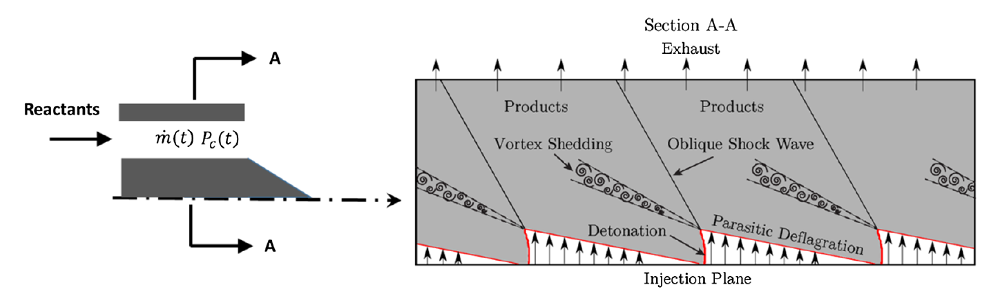 A
Reactants
ṁ(t) P_c(t)
A
Section A-A
Exhaust
Products
Products
Vortex Shedding
Oblique Shock Wave
Detonation
Parasitic Deflagration
Injection Plane